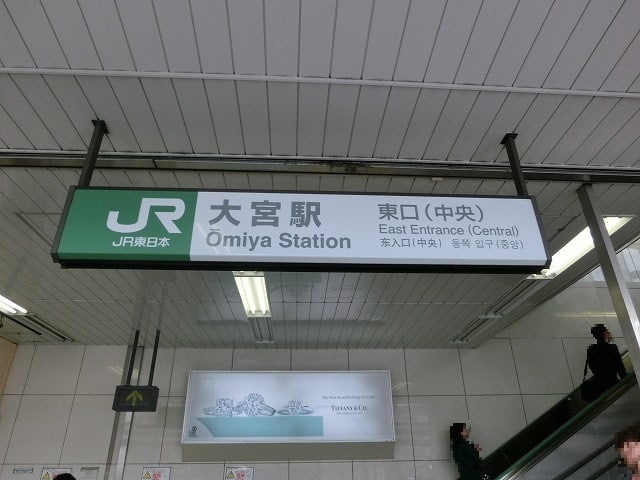 JR
JR東日本
大宮駅
Ōmiya Station
東口(中央)
East Entrance (Central)
东入口(中央) 동쪽 입구(중앙)
TIFFANY & CO.